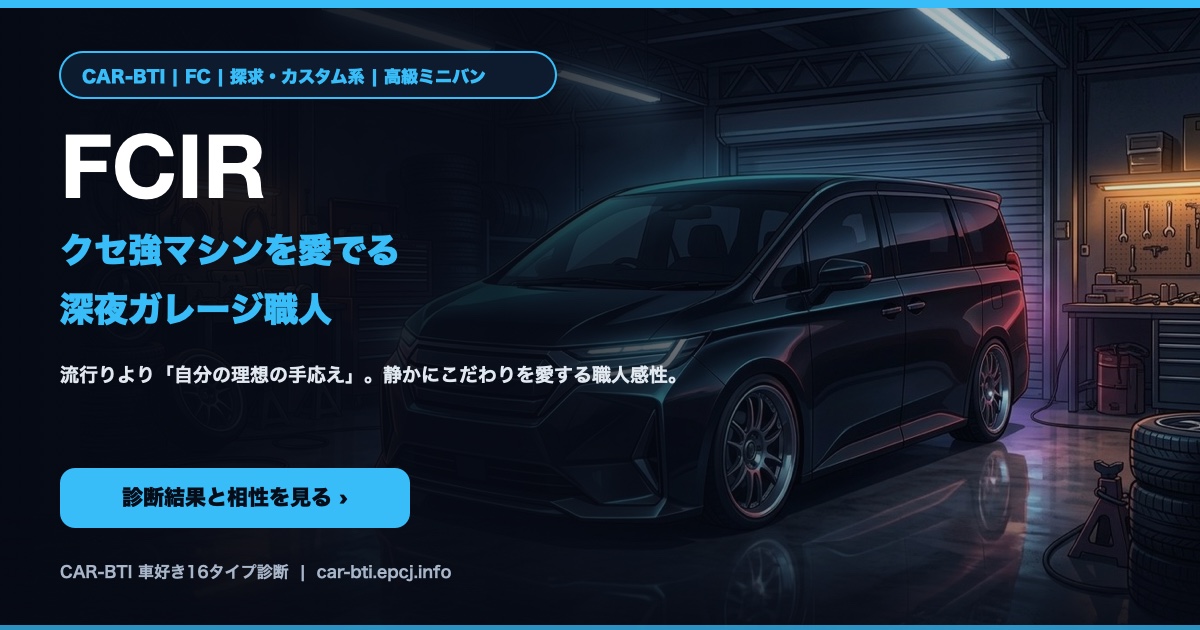 CAR-BTI | FC | 探求・カスタム系 | 高級ミニバン
FCIR
クセ強マシンを愛でる
深夜ガレージ職人
流行りより「自分の理想の手応え」。静かにこだわりを愛する職人感性。
診断結果と相性を見る ›
CAR-BTI 車好き16タイプ診断 | car-bti.epcj.info